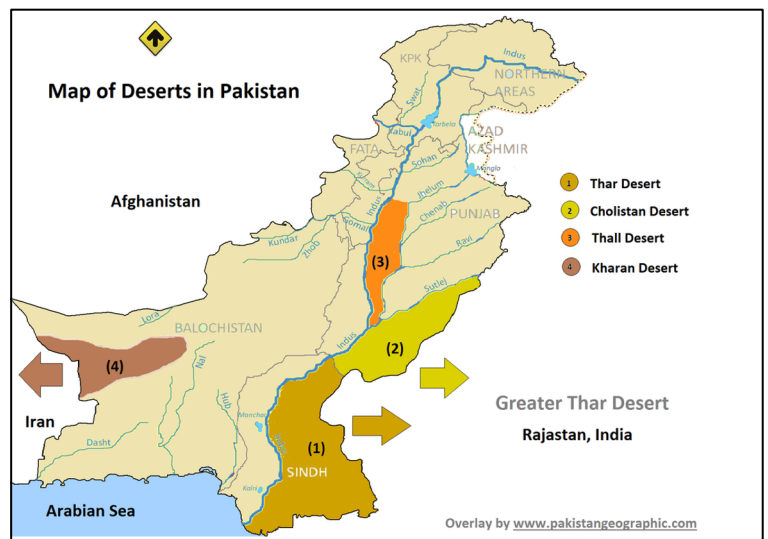 Map of Deserts in Pakistan
KPK
Indus
NORTHERN
AREAS
Swat
Kabul
Tarbela
AZAD
KASHMIR
FATA
Sohan
Mangla
Kurram
Jhelum
Afghanistan
Indus
Chenab
PUNJAB
Gomal
Kundar
Zhob
Ravi
(3)
Sutlej
1 Thar Desert
2 Cholistan Desert
3 Thall Desert
4 Kharan Desert
Lora
BALOCHISTAN
Indus
(2)
(4)
Nal
Hub
Iran
Manchar
Greater Thar Desert
Rajastan, India
Dasht
Indus
(1)
SINDH
Kalri
Arabian Sea
Overlay by www.pakistangeographic.com